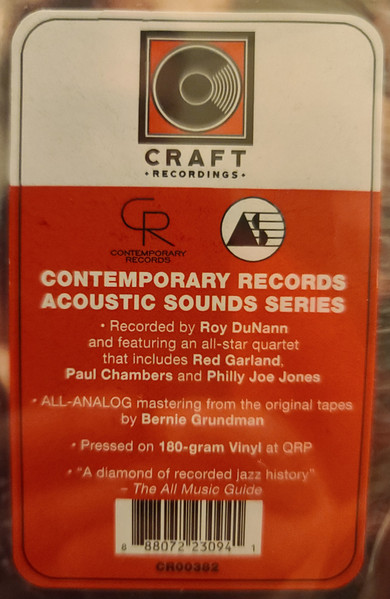 CRAFT
• RECORDINGS •
CR
CONTEMPORARY
RECORDS
AS
CONTEMPORARY RECORDS
ACOUSTIC SOUNDS SERIES
• Recorded by Roy DuNann
and featuring an all-star quartet
that includes Red Garland,
Paul Chambers and Philly Joe Jones
• ALL-ANALOG mastering from the original tapes
by Bernie Grundman
• Pressed on 180-gram Vinyl at QRP
• "A diamond of recorded jazz history"
– The All Music Guide
8 88072 23094 1
CR00382